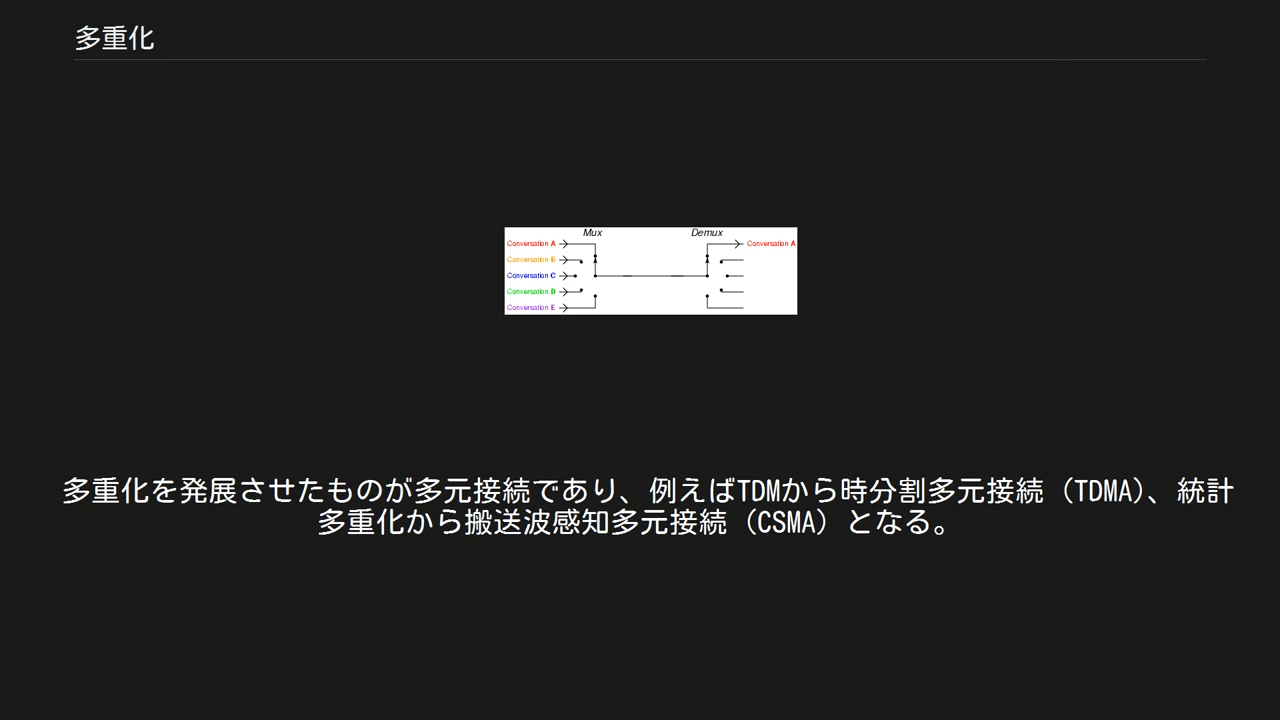 多重化
Mux Demux
Conversation A Conversation A
Conversation B
Conversation C
Conversation D
Conversation E
多重化を発展させたものが多元接続であり、例えばTDMから時分割多元接続（TDMA）、統計
多重化から搬送波感知多元接続（CSMA）となる。